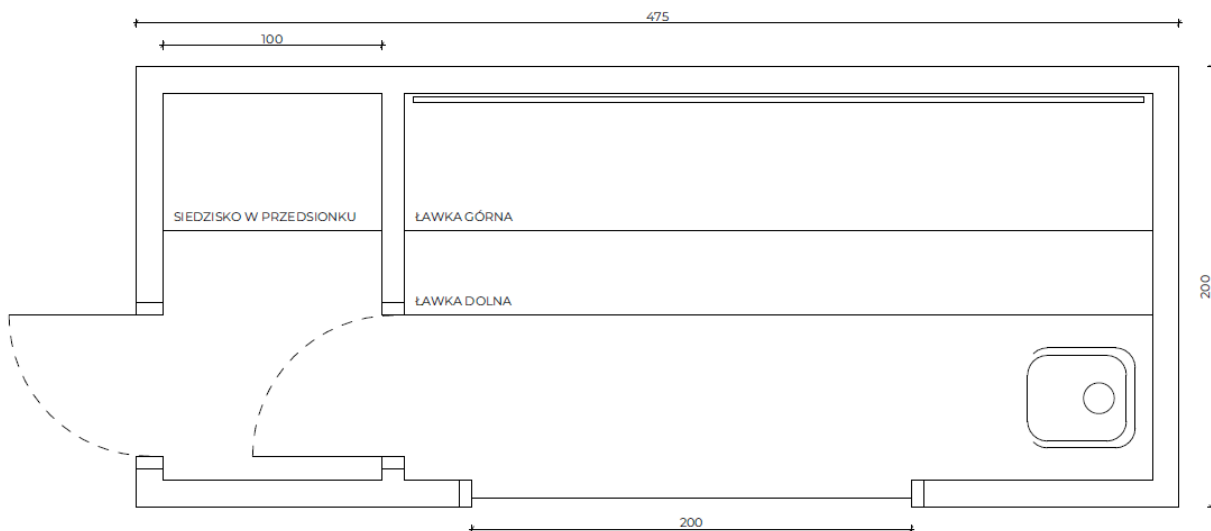 475
100
SIEDZISKO W PRZEDSIONKU
ŁAWKA GÓRNA
ŁAWKA DOLNA
200
200